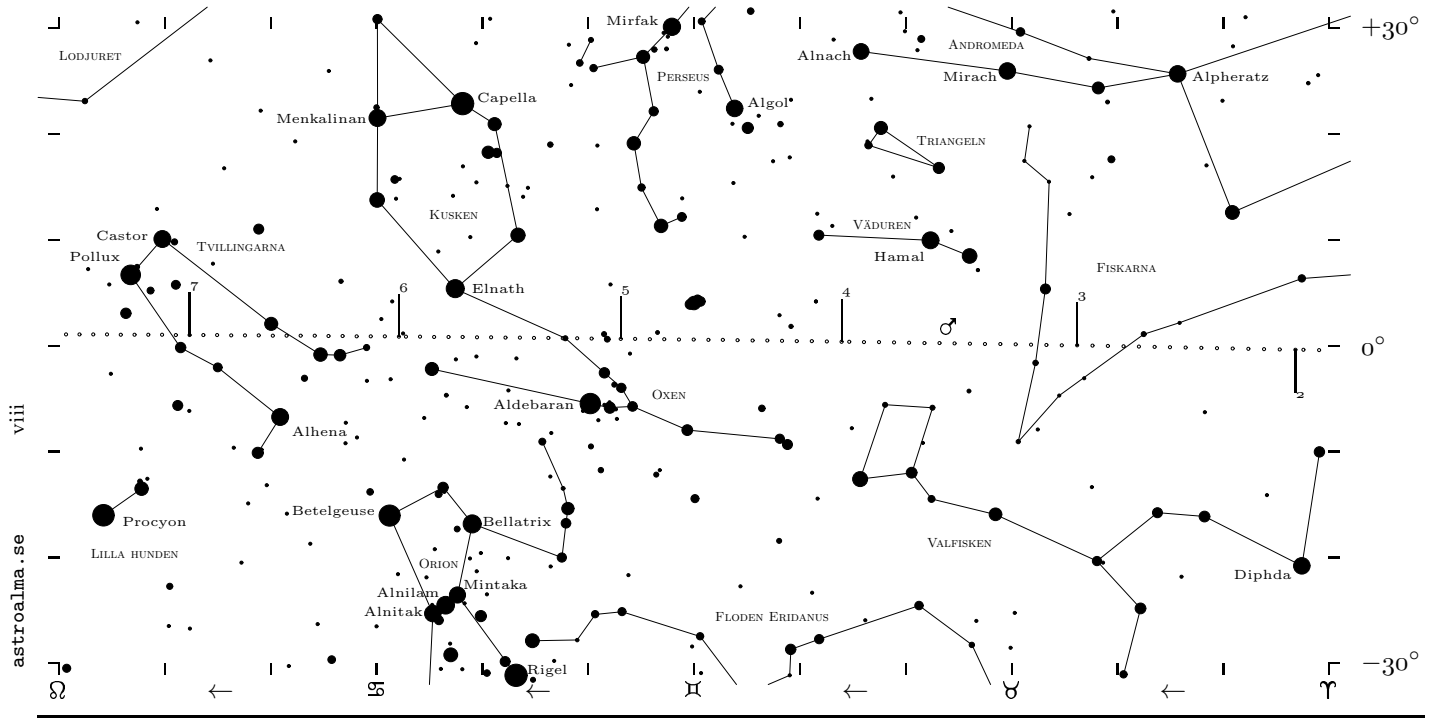 Mirfak
+30°
LODJURET
Alnach
ANDROMEDA
PERSEUS
Mirach
Alpheratz
Capella
Algol
Menkalinan
TRIANGELN
KUSKEN
VÄDUREN
Castor
TVILLINGARNA
Pollux
Hamal
FISKARNA
Elnath
7
6
5
4
3
♂
0°
2
OXEN
Aldebaran
Alhena
viii
Betelgeuse
Bellatrix
Procyon
LILLA HUNDEN
VALFISKEN
ORION
Diphda
Alnilam
Mintaka
Alnitak
FLODEN ERIDANUS
astroalma.se
Rigel
−30°
♌ ← ♋ ← ♊ ← ♉ ← ♈